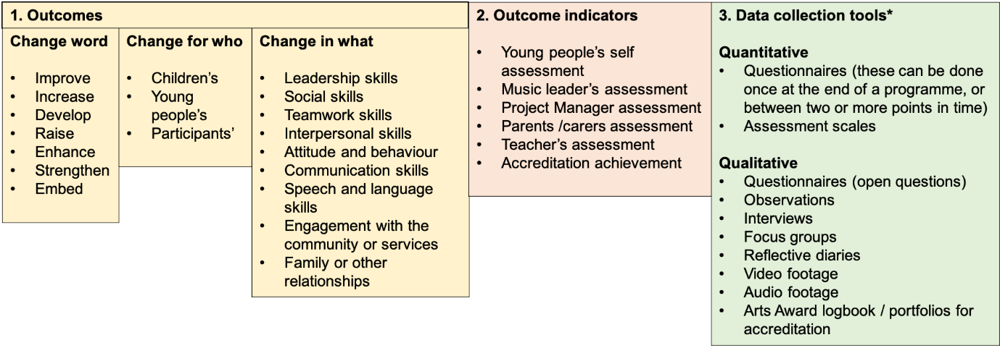 1. Outcomes
Change word
• Improve
• Increase
• Develop
• Raise
• Enhance
• Strengthen
• Embed
Change for who
• Children’s
• Young
people’s
• Participants’
Change in what
• Leadership skills
• Social skills
• Teamwork skills
• Interpersonal skills
• Attitude and behaviour
• Communication skills
• Speech and language
skills
• Engagement with the
community or services
• Family or other
relationships
2. Outcome indicators
• Young people’s self
assessment
• Music leader’s assessment
• Project Manager assessment
• Parents /carers assessment
• Teacher’s assessment
• Accreditation achievement
3. Data collection tools*
Quantitative
• Questionnaires (these can be done
once at the end of a programme, or
between two or more points in time)
• Assessment scales
Qualitative
• Questionnaires (open questions)
• Observations
• Interviews
• Focus groups
• Reflective diaries
• Video footage
• Audio footage
• Arts Award logbook / portfolios for
accreditation